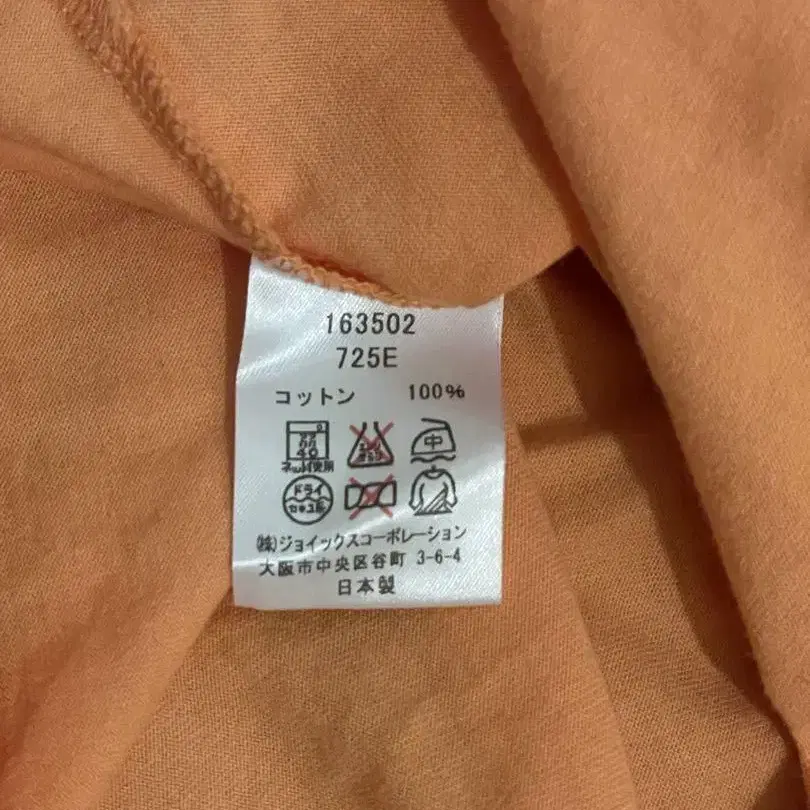 163502
725E
コットン 100%
40 中
ネット使用
ドライ
(株)ジョイックスコーポレーション
大阪市中央区谷町 3-6-4
日本製